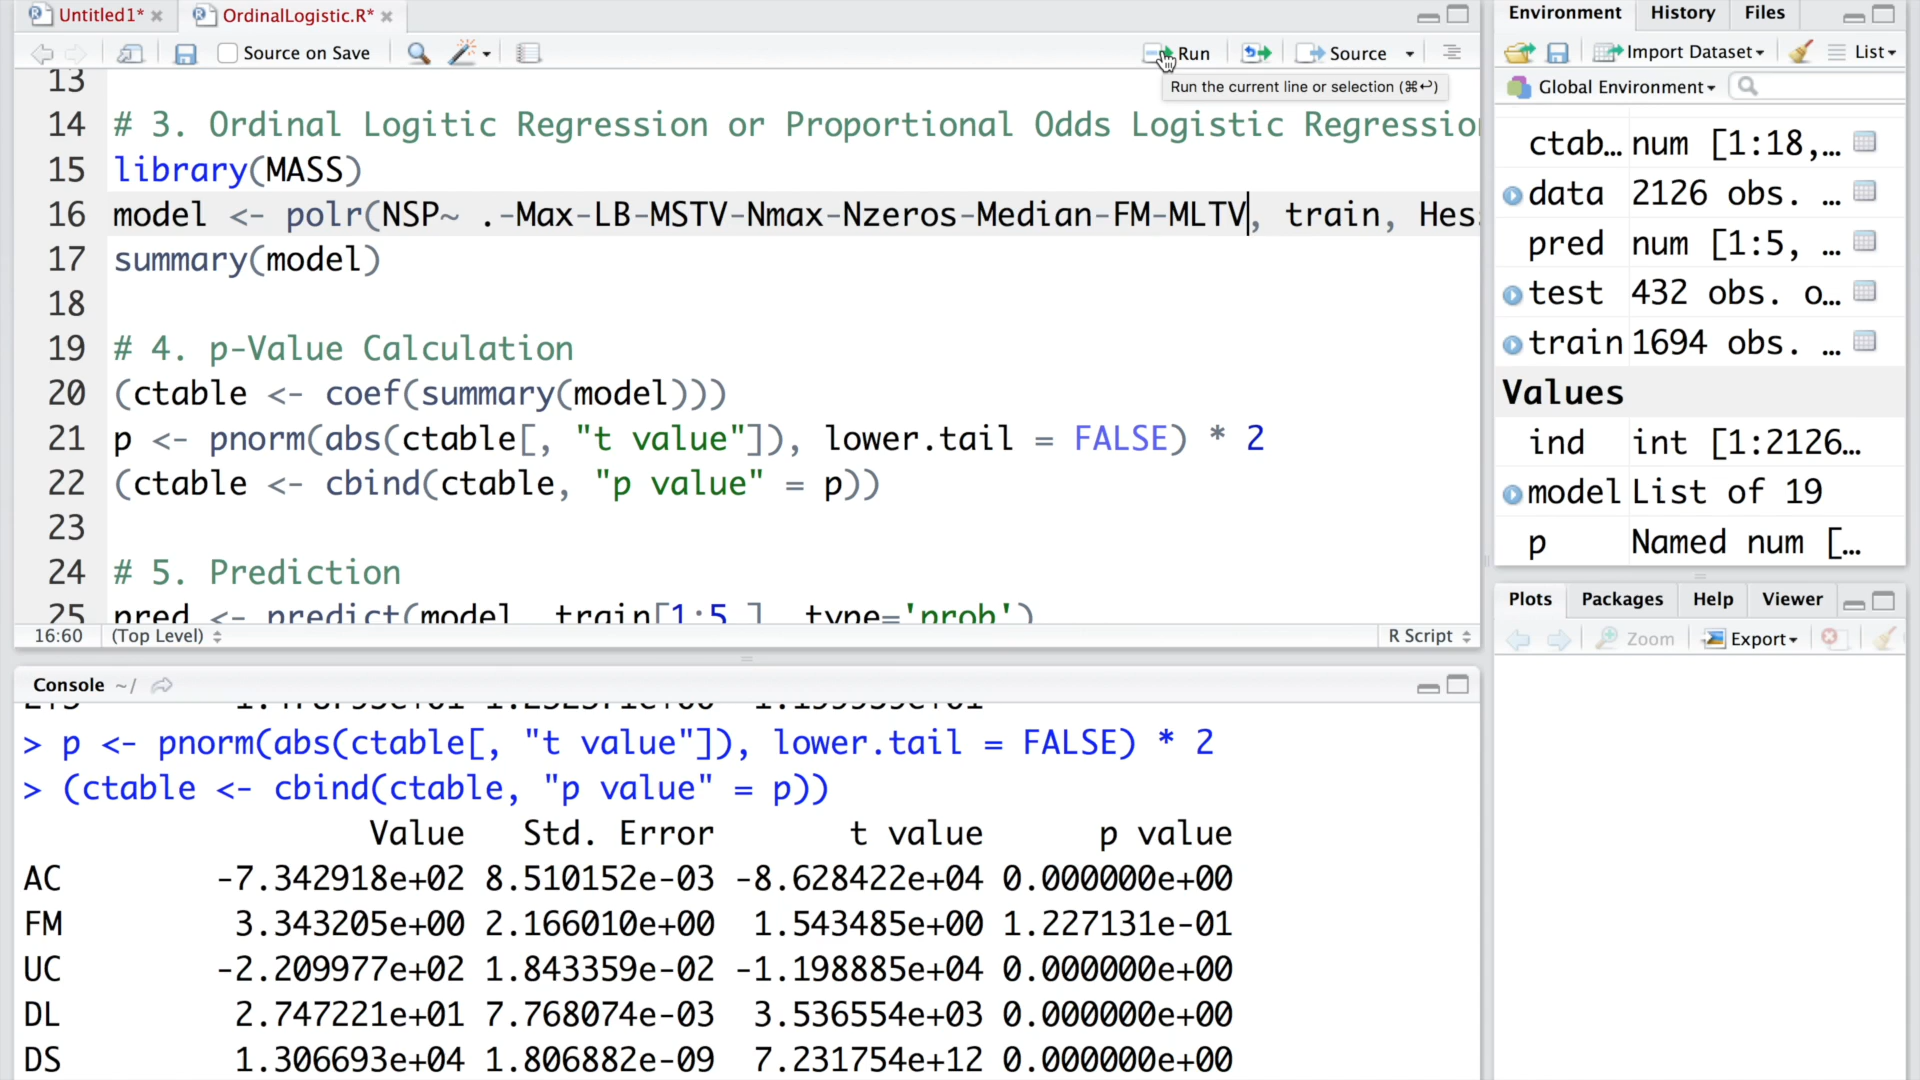 Untitled1*
OrdinalLogistic.R*
Source on Save
Run
Source
Run the current line or selection (⌘↩)
13
14 # 3. Ordinal Logitic Regression or Proportional Odds Logistic Regressio
15 library(MASS)
16 model <- polr(NSP~ .-Max-LB-MSTV-Nmax-Nzeros-Median-FM-MLTV, train, Hes
17 summary(model)
18
19 # 4. p-Value Calculation
20 (ctable <- coef(summary(model)))
21 p <- pnorm(abs(ctable[, "t value"]), lower.tail = FALSE) * 2
22 (ctable <- cbind(ctable, "p value" = p))
23
24 # 5. Prediction
25 pred <- predict(model, train[1:5,], type='prob')
16:60 (Top Level) R Script
Console ~/
> p <- pnorm(abs(ctable[, "t value"]), lower.tail = FALSE) * 2
> (ctable <- cbind(ctable, "p value" = p))
Value Std. Error t value p value
AC -7.342918e+02 8.510152e-03 -8.628422e+04 0.000000e+00
FM 3.343205e+00 2.166010e+00 1.543485e+00 1.227131e-01
UC -2.209977e+02 1.843359e-02 -1.198885e+04 0.000000e+00
DL 2.747221e+01 7.768074e-03 3.536554e+03 0.000000e+00
DS 1.306693e+04 1.806882e-09 7.231754e+12 0.000000e+00
Environment History Files
Import Dataset List
Global Environment
ctab… num [1:18,…
data 2126 obs.
pred num [1:5, …
test 432 obs. o…
train 1694 obs. …
Values
ind int [1:2126…
model List of 19
p Named num […
Plots Packages Help Viewer
Zoom Export